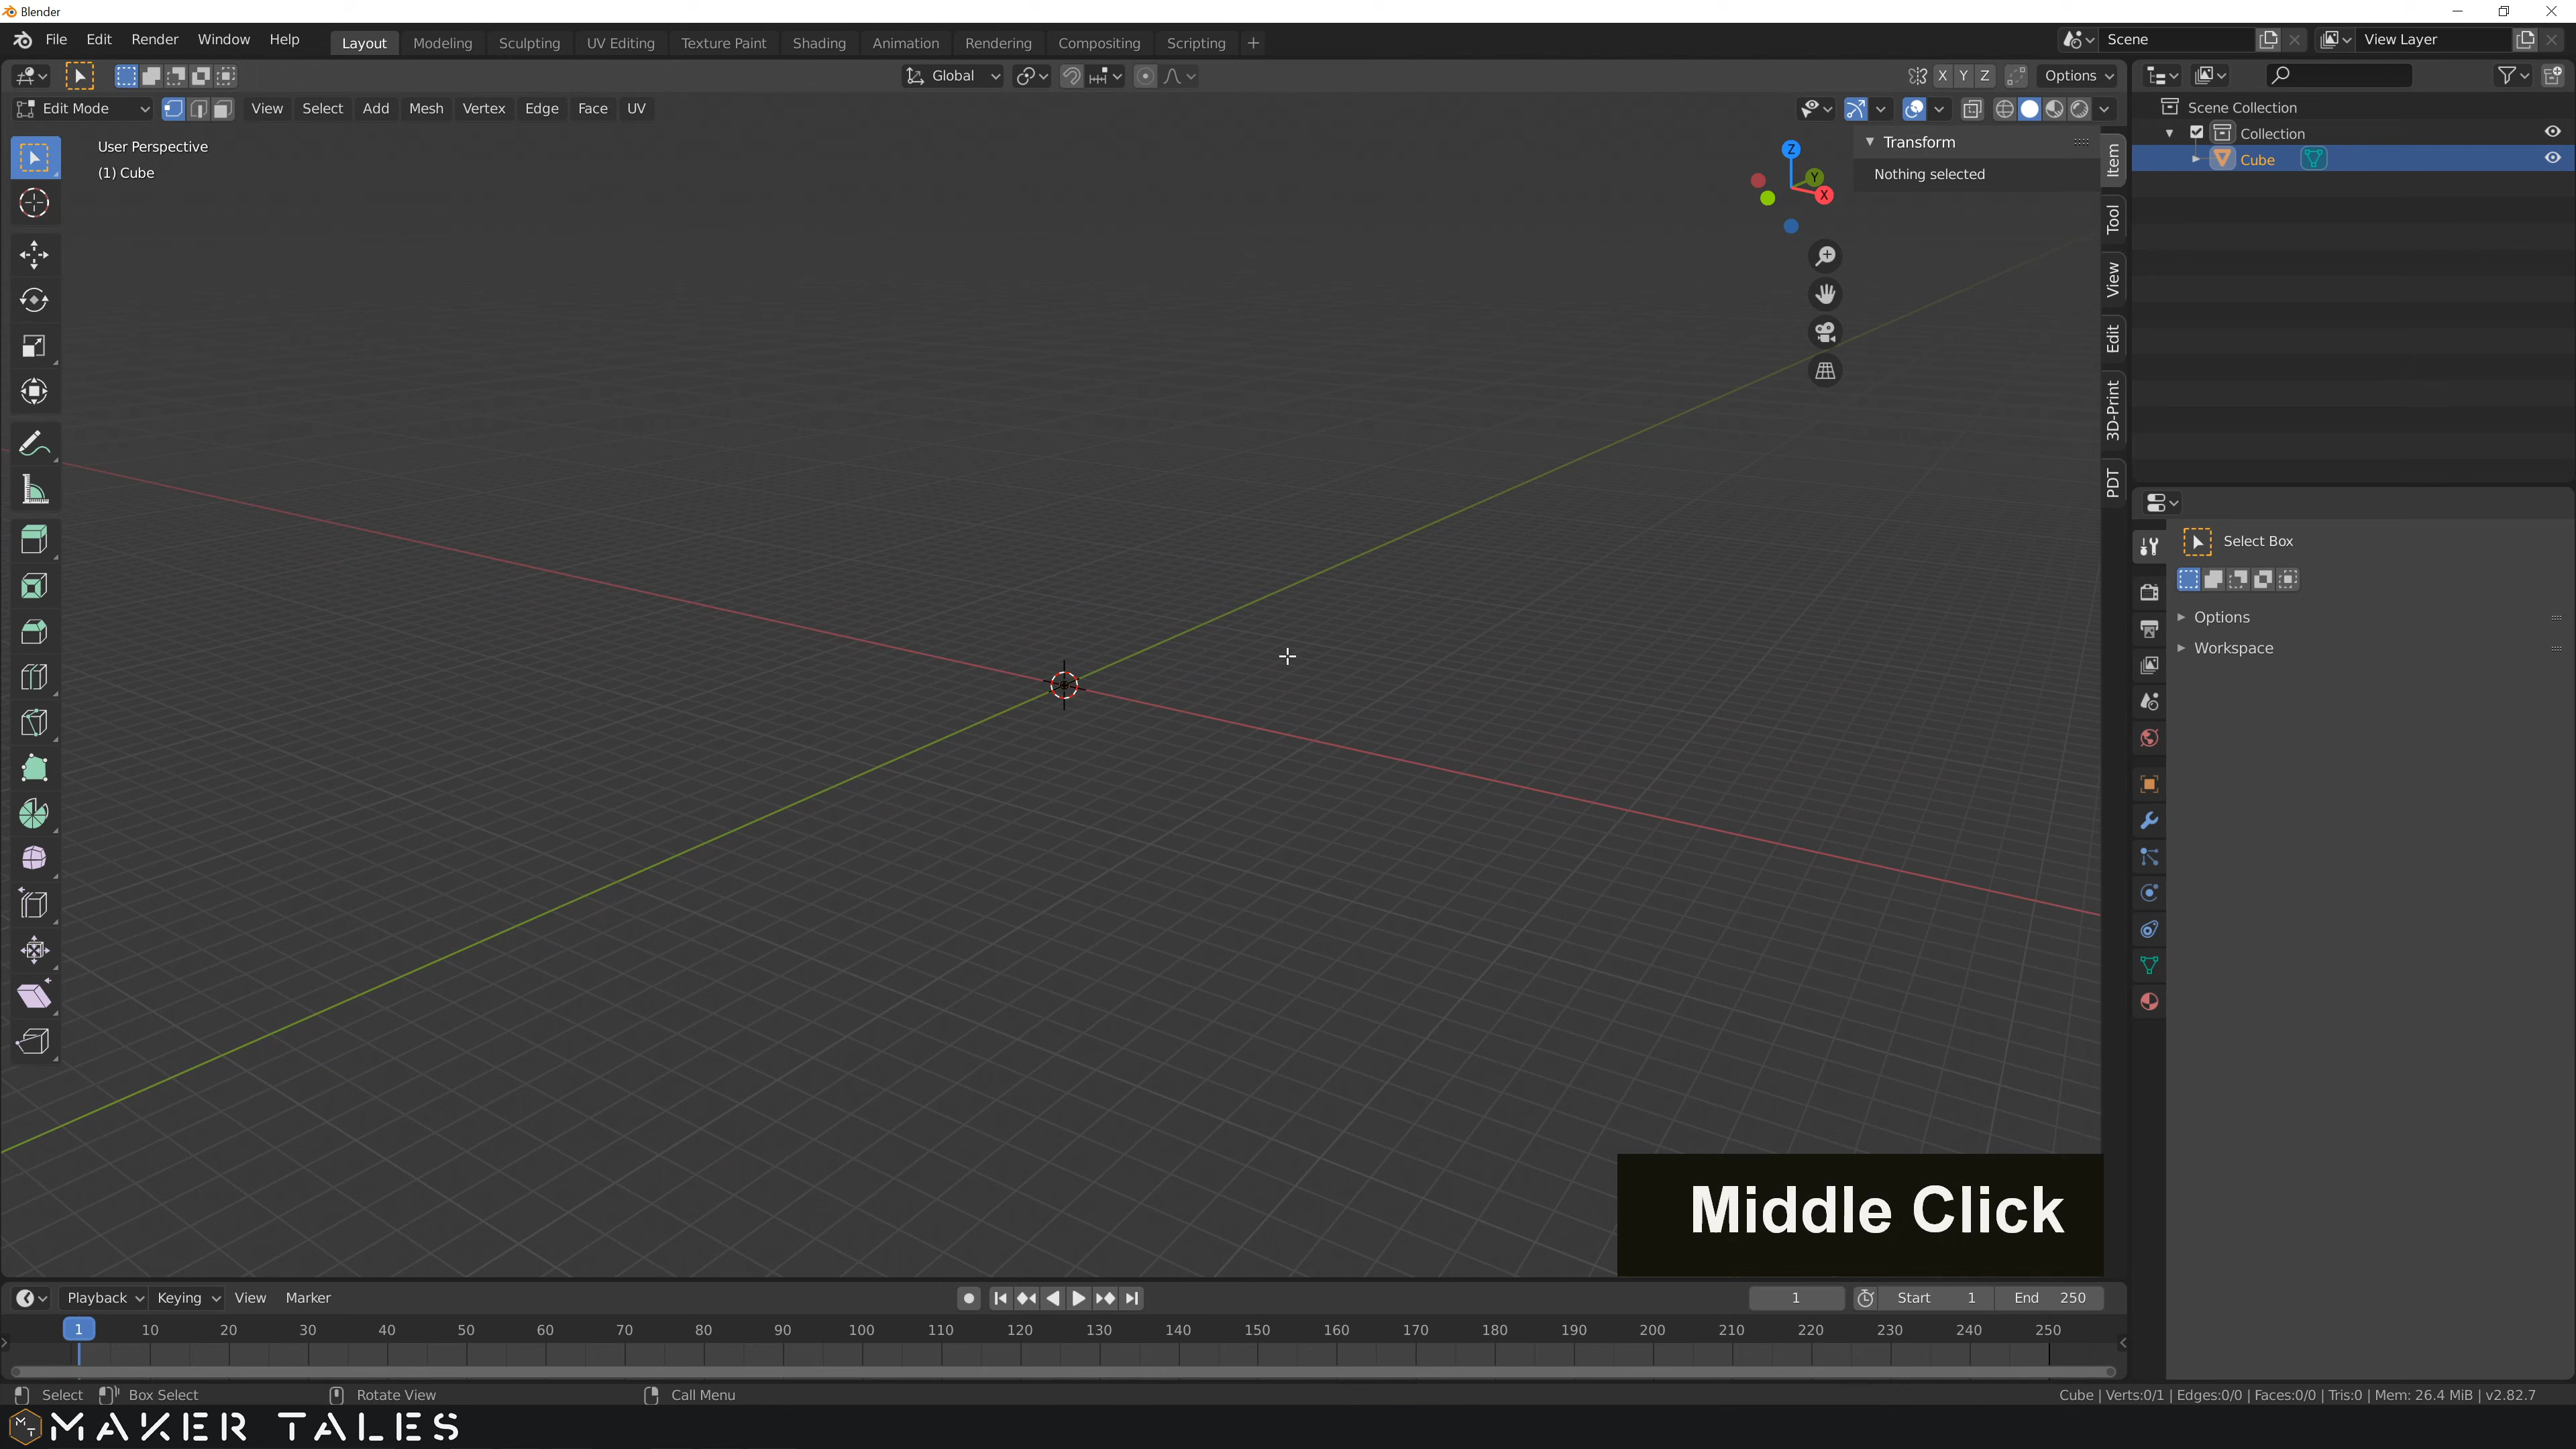 Blender
File Edit Render Window Help Layout Modeling Sculpting UV Editing Texture Paint Shading Animation Rendering Compositing Scripting + Scene View Layer
Global X Y Z Options
Edit Mode View Select Add Mesh Vertex Edge Face UV
User Perspective
(1) Cube
Z
Y
X
Transform
Nothing selected
Item
Tool
View
Edit
3D-Print
PDT
Scene Collection
Collection
Cube
Select Box
Options
Workspace
Middle Click
Playback Keying View Marker 1 Start 1 End 250
1 10 20 30 40 50 60 70 80 90 100 110 120 130 140 150 160 170 180 190 200 210 220 230 240 250
Select Box Select Rotate View Call Menu Cube | Verts:0/1 | Edges:0/0 | Faces:0/0 | Tris:0 | Mem: 26.4 MiB | v2.82.7
MT MAKER TALES